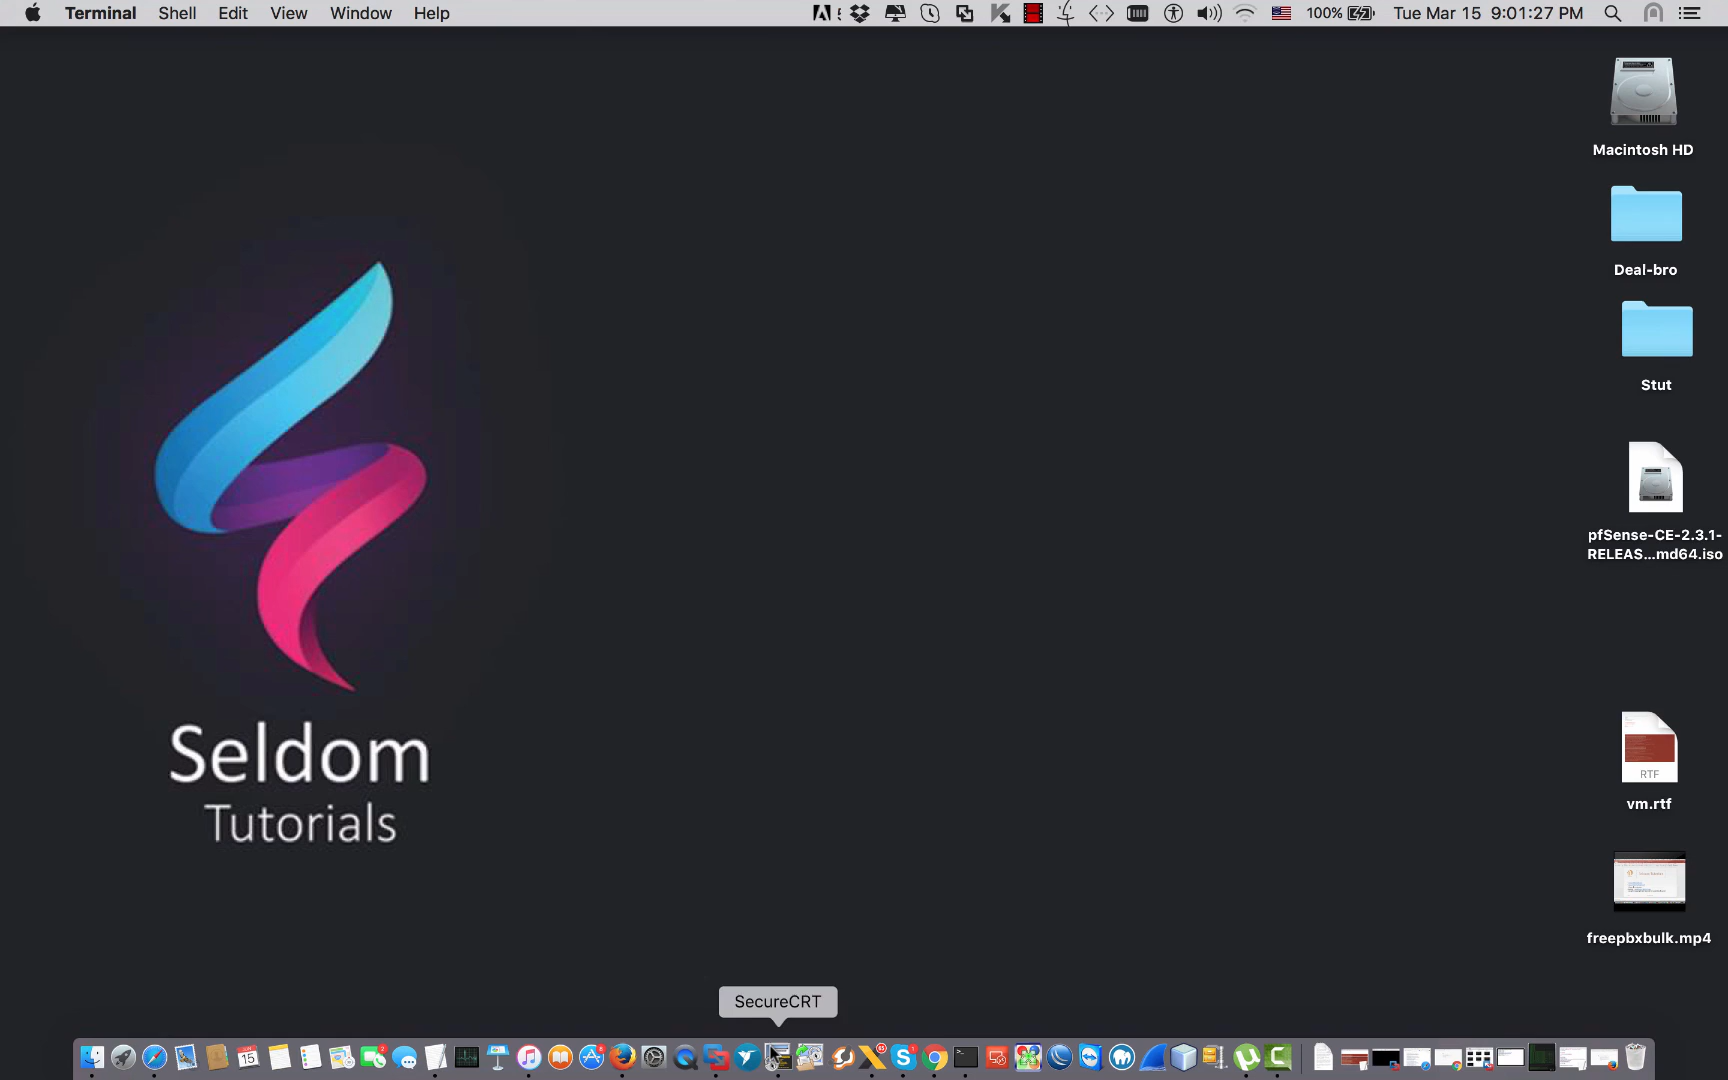 Terminal Shell Edit View Window Help 100% Tue Mar 15 9:01:27 PM
Macintosh HD
Deal-bro
Stut
pfSense-CE-2.3.1-
RELEAS...md64.iso
RTF
vm.rtf
freepbxbulk.mp4
Seldom
Tutorials
SecureCRT
15